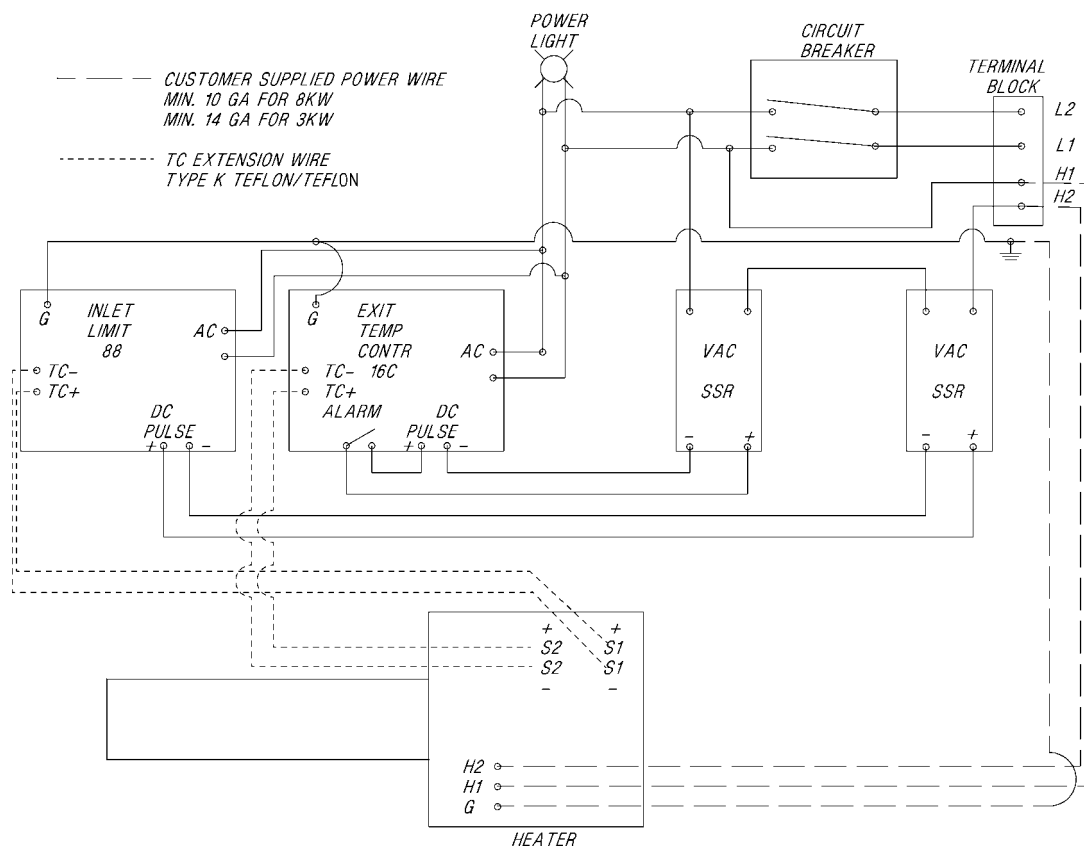 POWER
LIGHT
CIRCUIT
BREAKER
TERMINAL
BLOCK
CUSTOMER SUPPLIED POWER WIRE
MIN. 10 GA FOR 8KW
MIN. 14 GA FOR 3KW
TC EXTENSION WIRE
TYPE K TEFLON/TEFLON
L2
L1
H1
H2
G
INLET
LIMIT
88
AC
TC-
TC+
DC
PULSE
+ -
G
EXIT
TEMP
CONTR
16C
AC
TC-
TC+
ALARM
DC
PULSE
+ -
VAC
SSR
- +
VAC
SSR
- +
+ +
S2 S1
S2 S1
- -
H2
H1
G
HEATER